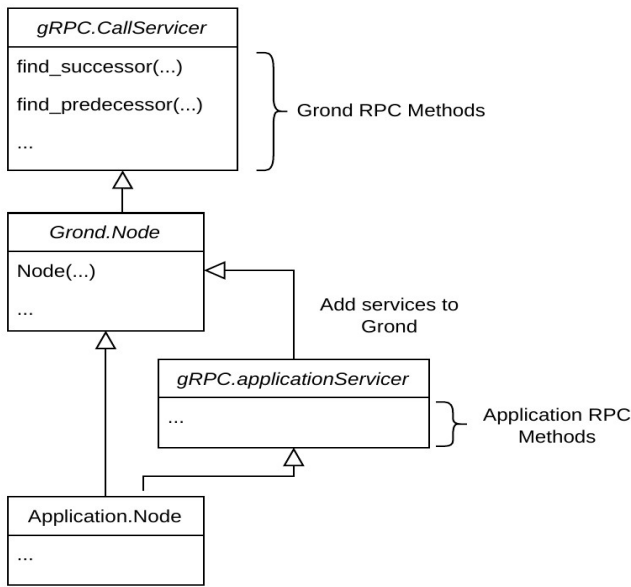 gRPC.CallServicer
find_successor(...)
find_predecessor(...)
...
Grond RPC Methods
Grond.Node
Node(...)
...
Add services to
Grond
gRPC.applicationServicer
...
Application RPC
Methods
Application.Node
...